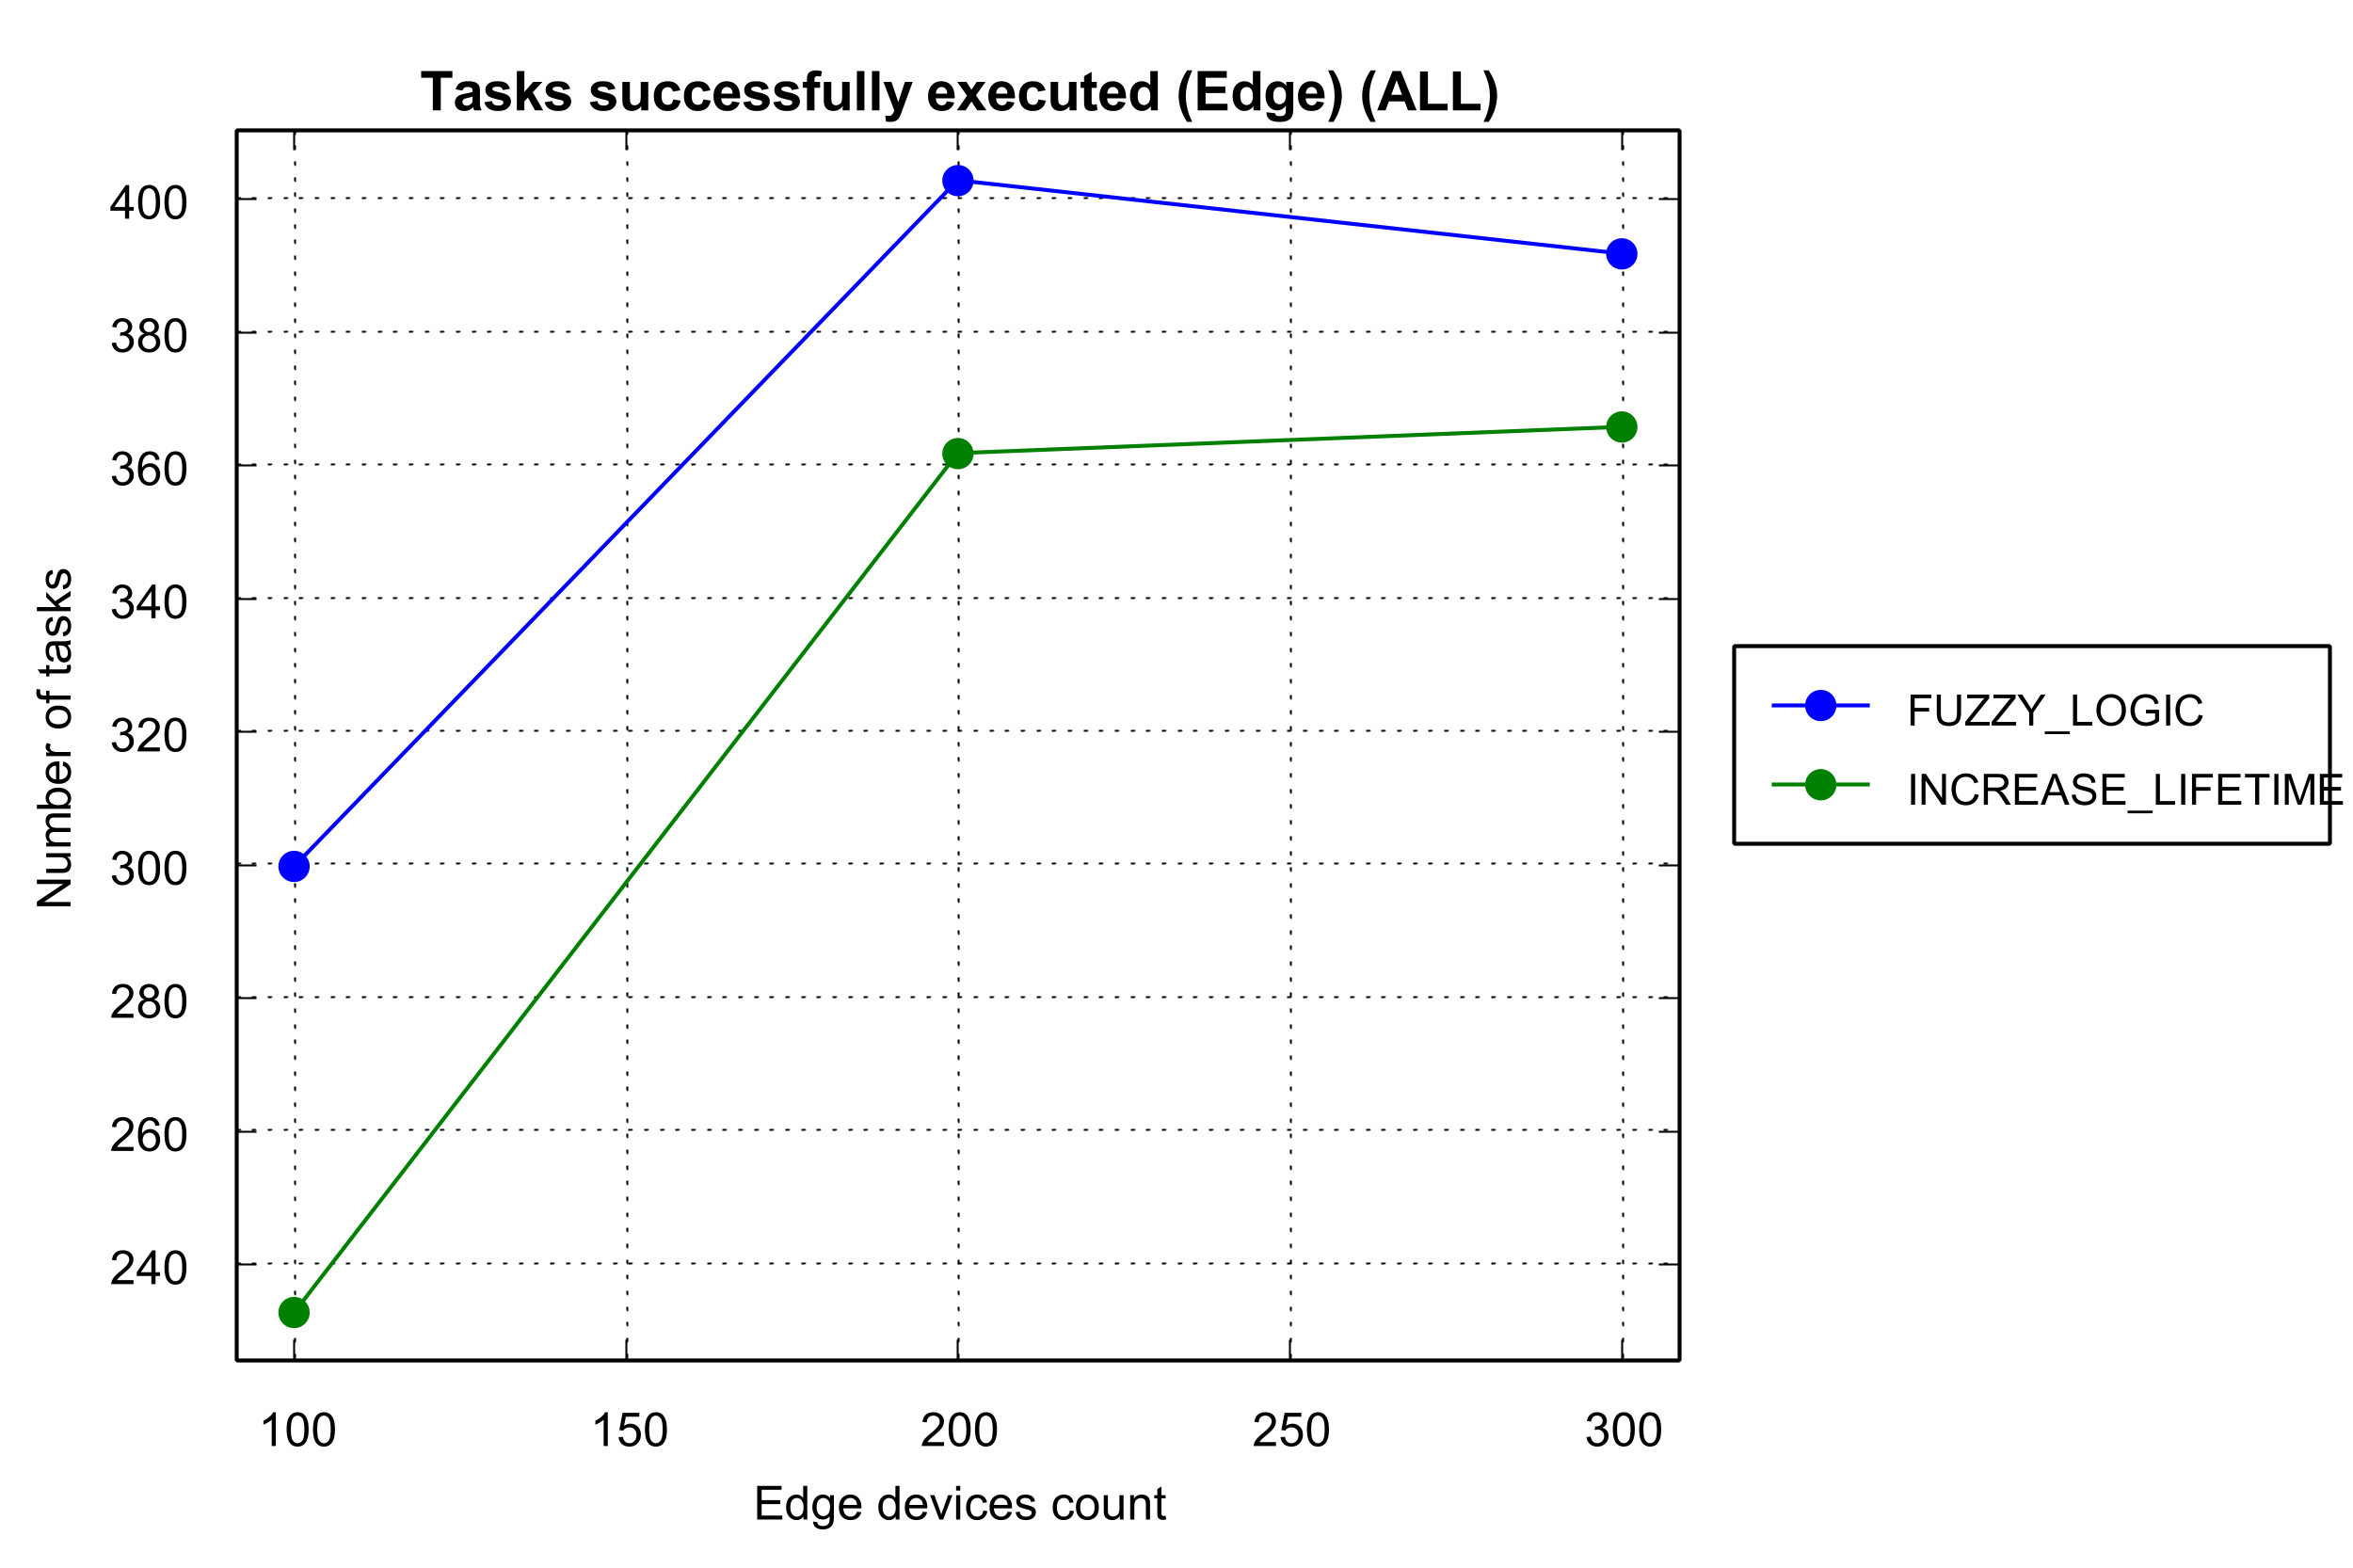 Tasks successfully executed (Edge) (ALL)
400
380
360
340
320
300
280
260
240
Number of tasks
100 150 200 250 300
Edge devices count
FUZZY_LOGIC
INCREASE_LIFETIME